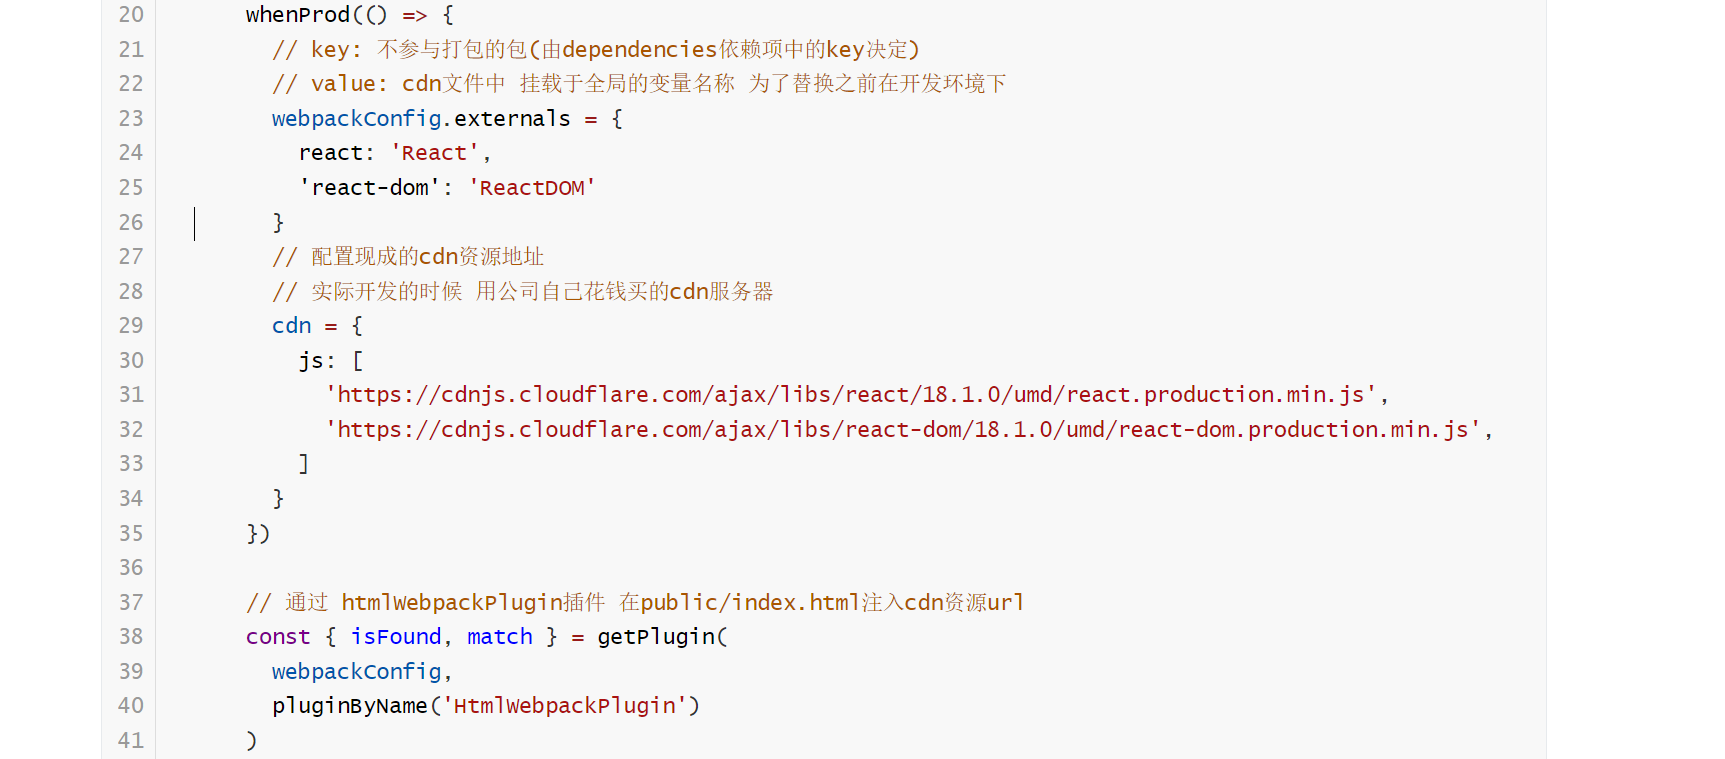 20 whenProd(() => {
21 // key: 不参与打包的包(由dependencies依赖项中的key决定)
22 // value: cdn文件中 挂载于全局的变量名称 为了替换之前在开发环境下
23 webpackConfig.externals = {
24 react: 'React',
25 'react-dom': 'ReactDOM'
26 }
27 // 配置现成的cdn资源地址
28 // 实际开发的时候 用公司自己花钱买的cdn服务器
29 cdn = {
30 js: [
31 'https://cdnjs.cloudflare.com/ajax/libs/react/18.1.0/umd/react.production.min.js',
32 'https://cdnjs.cloudflare.com/ajax/libs/react-dom/18.1.0/umd/react-dom.production.min.js',
33 ]
34 }
35 })
36
37 // 通过 htmlWebpackPlugin插件 在public/index.html注入cdn资源url
38 const { isFound, match } = getPlugin(
39 webpackConfig,
40 pluginByName('HtmlWebpackPlugin')
41 )